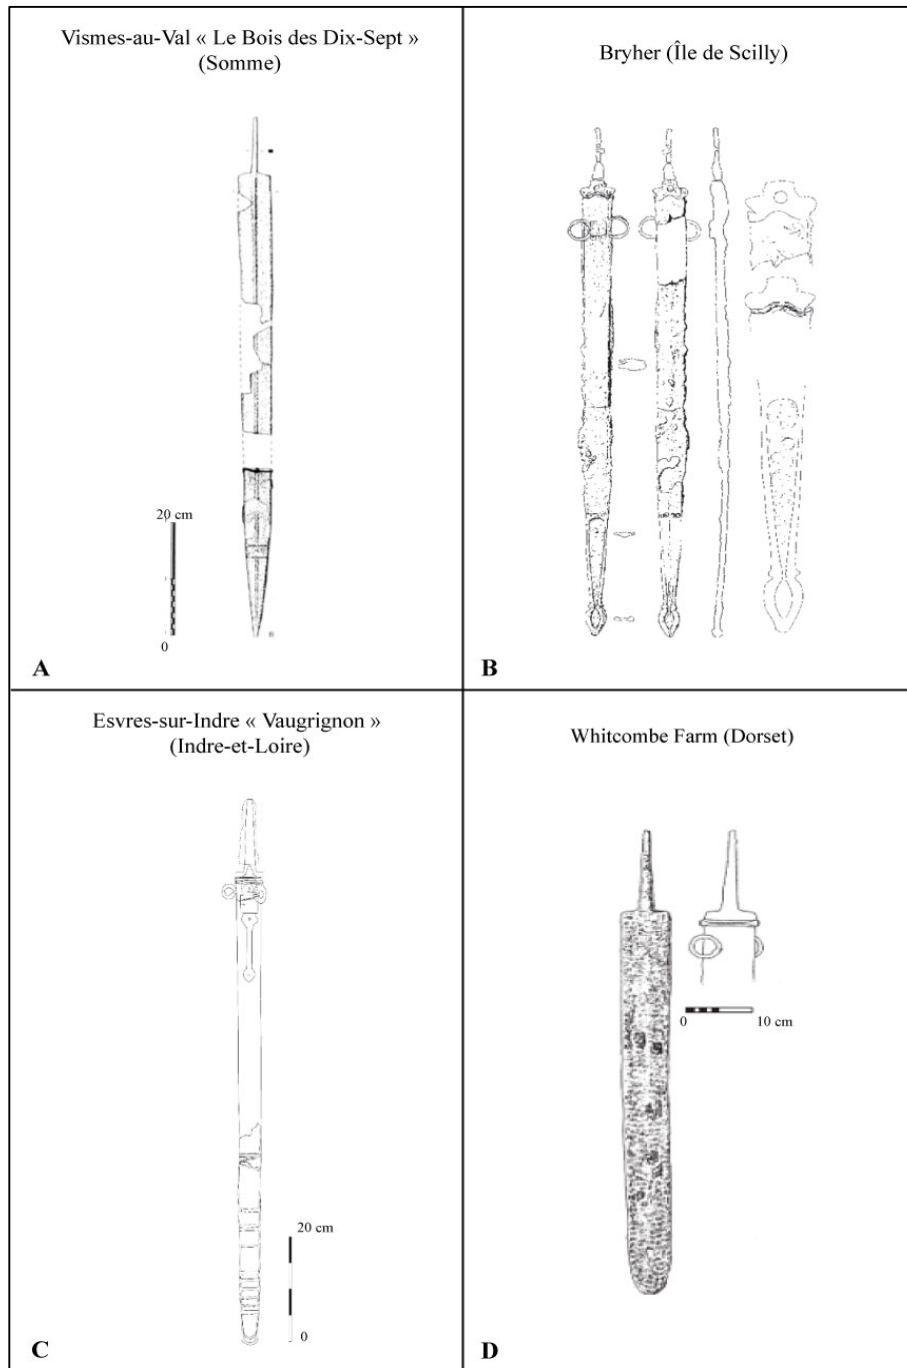 Vismes-au-Val « Le Bois des Dix-Sept »
(Somme)
20 cm
0
A
Bryher (Île de Scilly)
B
Esvres-sur-Indre « Vaugrignon »
(Indre-et-Loire)
20 cm
0
C
Whitcombe Farm (Dorset)
0 10 cm
D